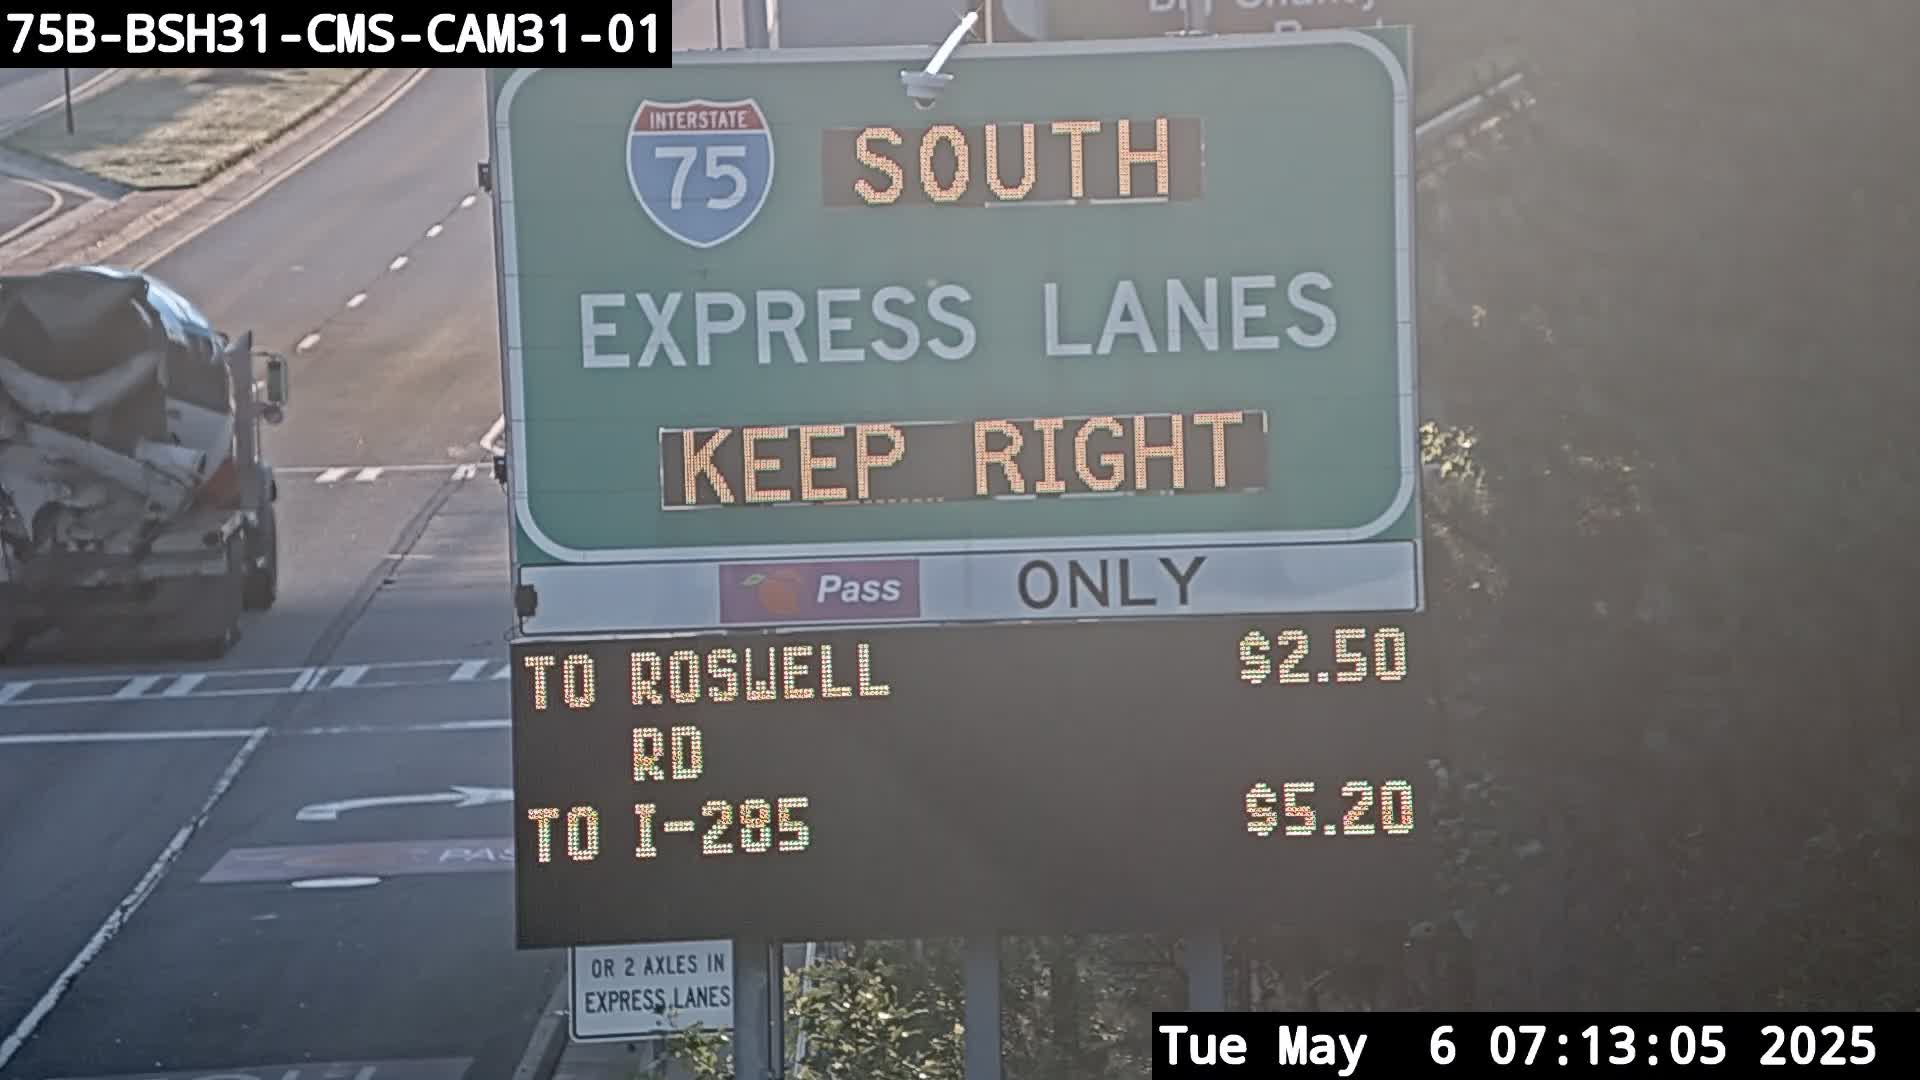 75B-BSH31-CMS-CAM31-01
INTERSTATE
75
SOUTH
EXPRESS LANES
KEEP RIGHT
Pass ONLY
TO ROSWELL $2.50
RD
TO I-285 $5.20
OR 2 AXLES IN
EXPRESS LANES
Tue May 6 07:13:05 2025